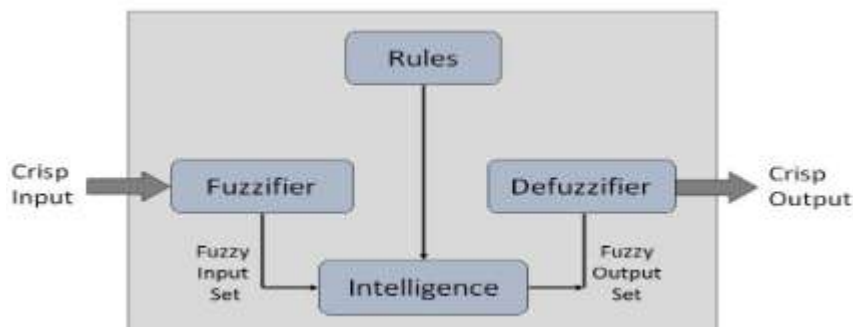 Rules
Crisp
Input
Fuzzifier
Defuzzifier
Crisp
Output
Fuzzy
Input
Set
Intelligence
Fuzzy
Output
Set